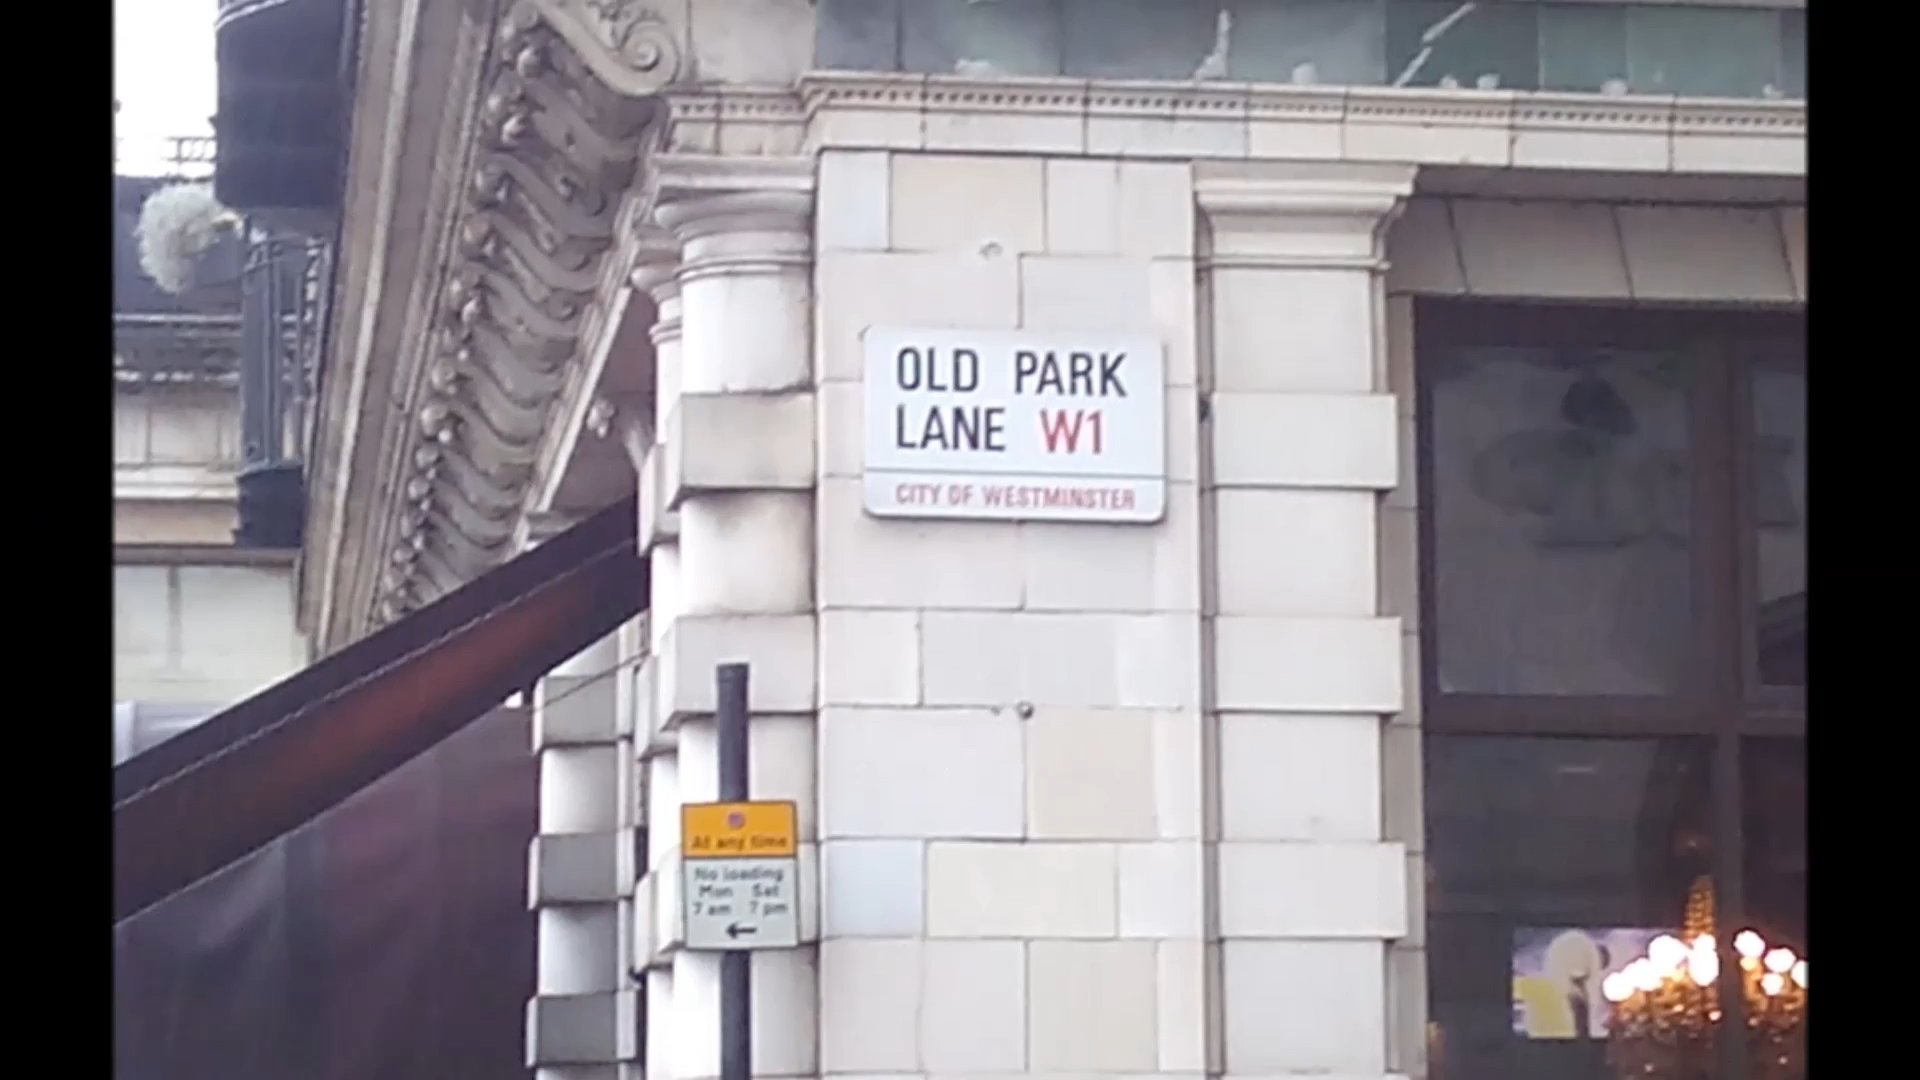 OLD PARK
LANE W1
CITY OF WESTMINSTER
At any time
No loading
Mon Sat
7 am 7 pm